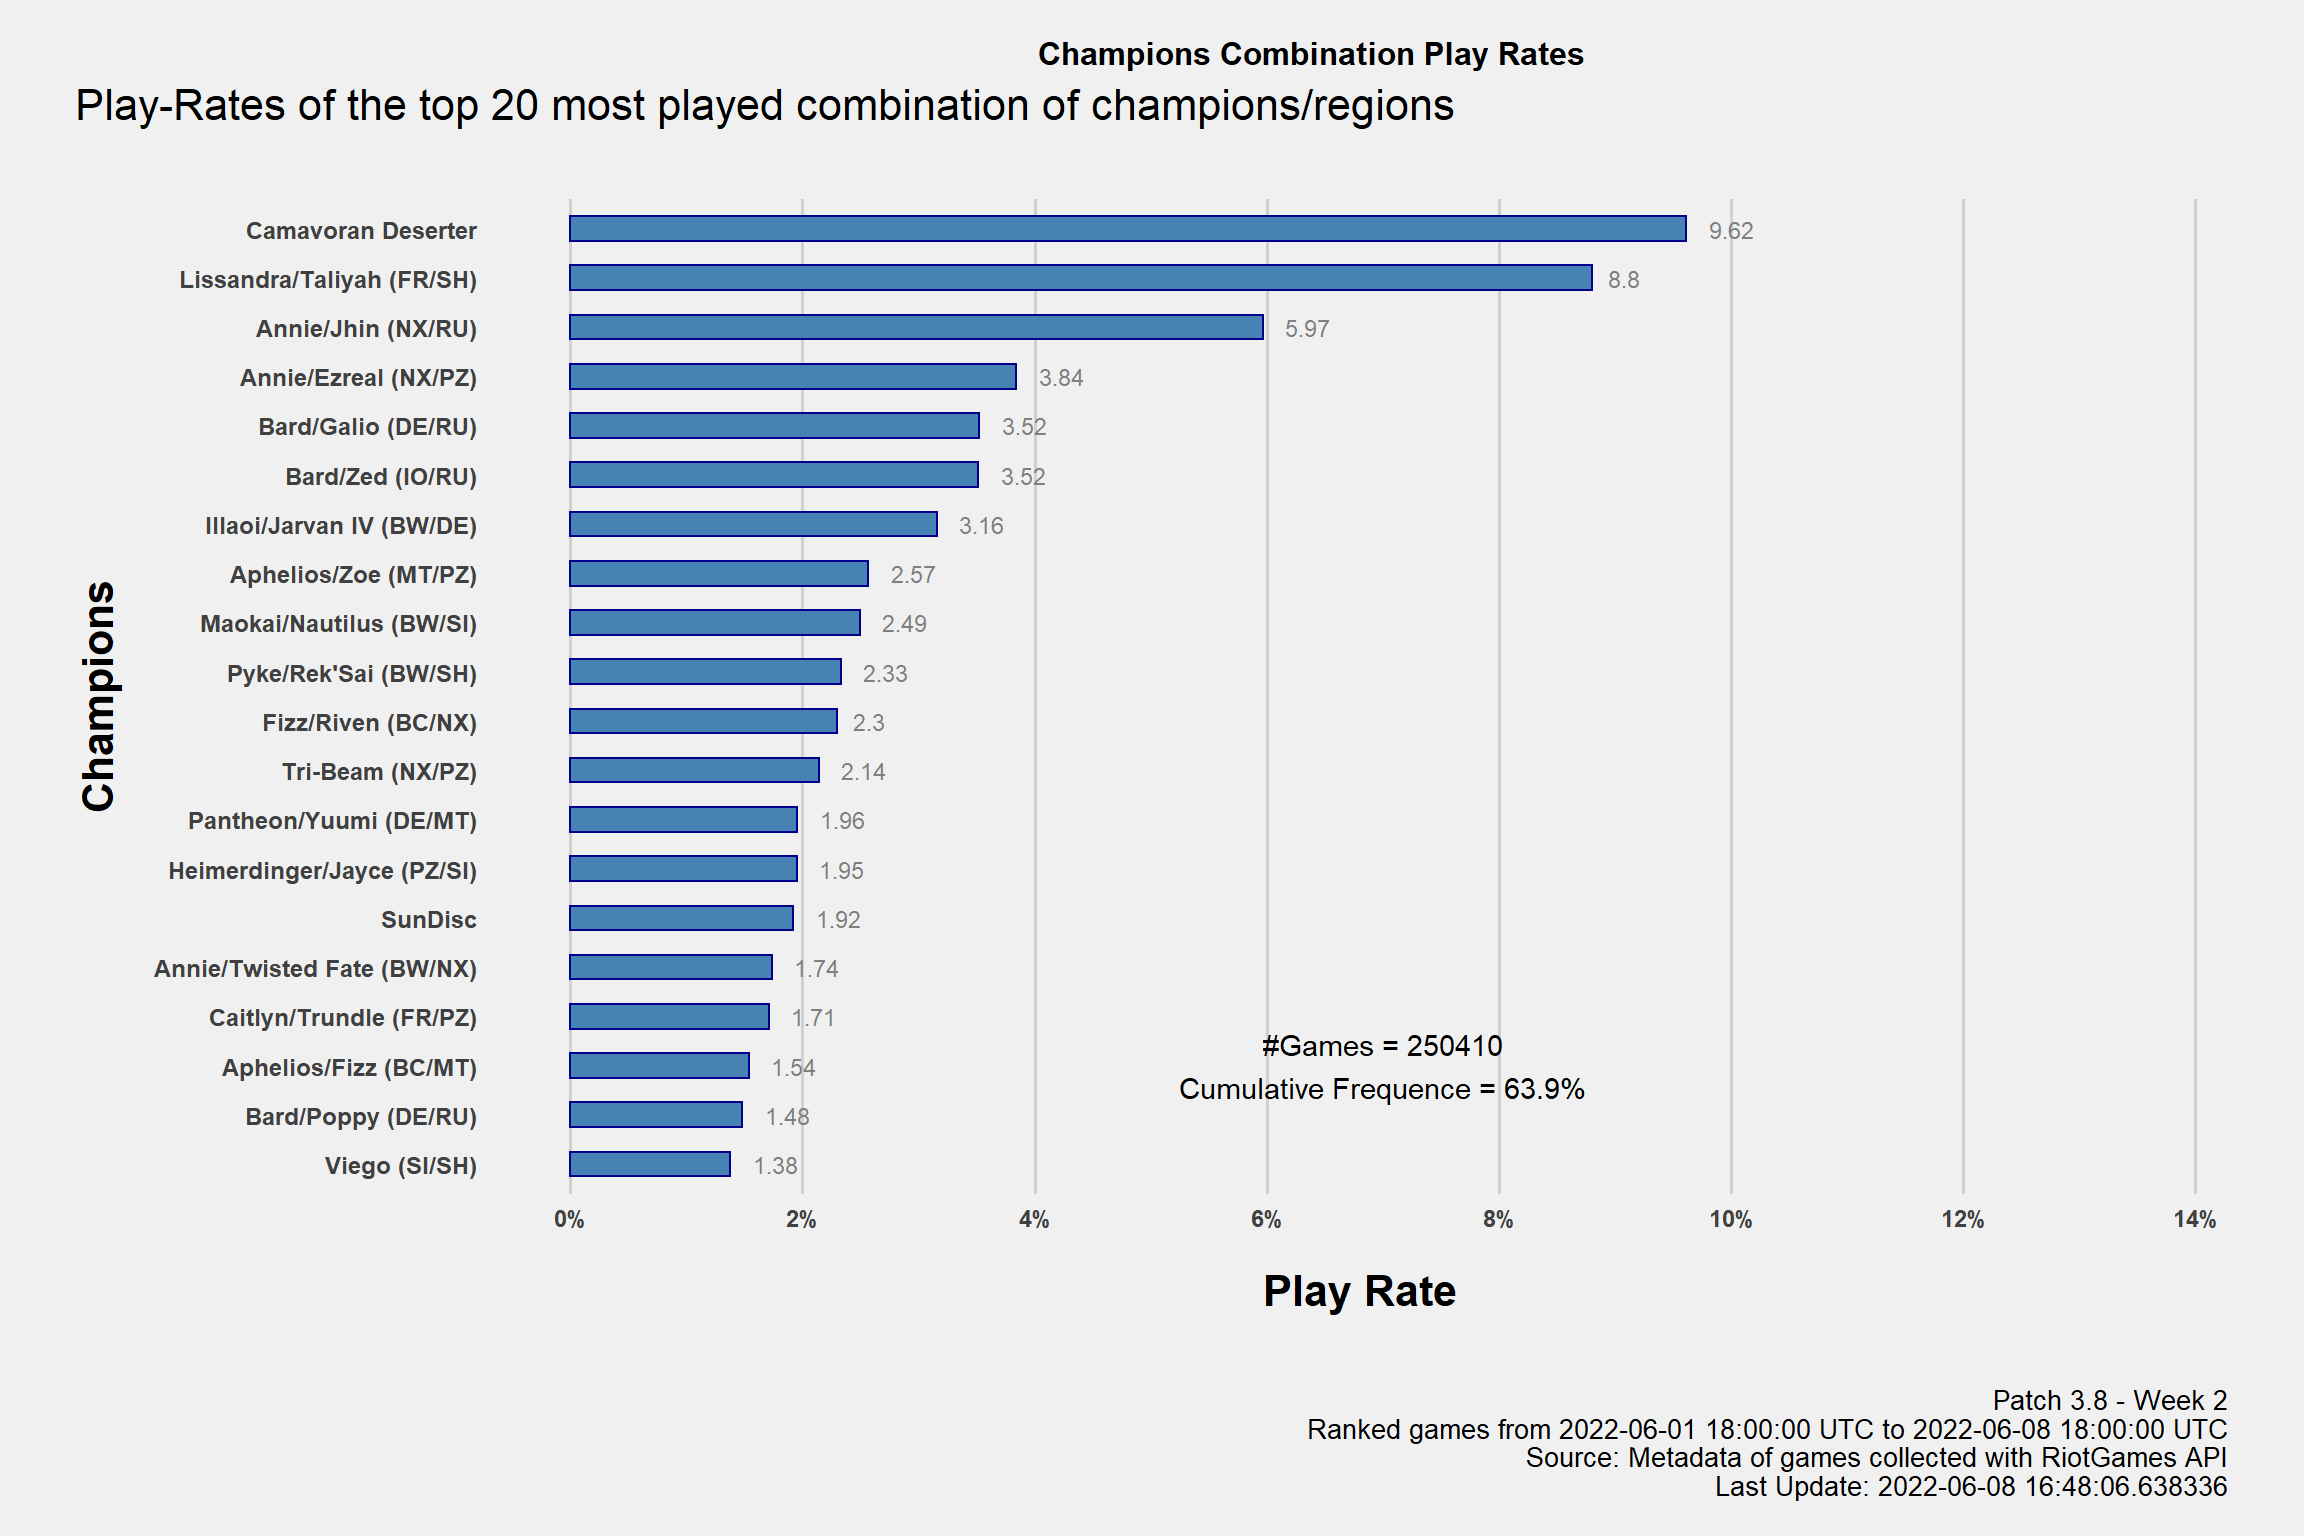 Champions Combination Play Rates
Play-Rates of the top 20 most played combination of champions/regions
Champions
Camavoran Deserter 9.62
Lissandra/Taliyah (FR/SH) 8.8
Annie/Jhin (NX/RU) 5.97
Annie/Ezreal (NX/PZ) 3.84
Bard/Galio (DE/RU) 3.52
Bard/Zed (IO/RU) 3.52
Illaoi/Jarvan IV (BW/DE) 3.16
Aphelios/Zoe (MT/PZ) 2.57
Maokai/Nautilus (BW/SI) 2.49
Pyke/Rek'Sai (BW/SH) 2.33
Fizz/Riven (BC/NX) 2.3
Tri-Beam (NX/PZ) 2.14
Pantheon/Yuumi (DE/MT) 1.96
Heimerdinger/Jayce (PZ/SI) 1.95
SunDisc 1.92
Annie/Twisted Fate (BW/NX) 1.74
Caitlyn/Trundle (FR/PZ) 1.71
Aphelios/Fizz (BC/MT) 1.54
Bard/Poppy (DE/RU) 1.48
Viego (SI/SH) 1.38
#Games = 250410
Cumulative Frequence = 63.9%
0% 2% 4% 6% 8% 10% 12% 14%
Play Rate
Patch 3.8 - Week 2
Ranked games from 2022-06-01 18:00:00 UTC to 2022-06-08 18:00:00 UTC
Source: Metadata of games collected with RiotGames API
Last Update: 2022-06-08 16:48:06.638336